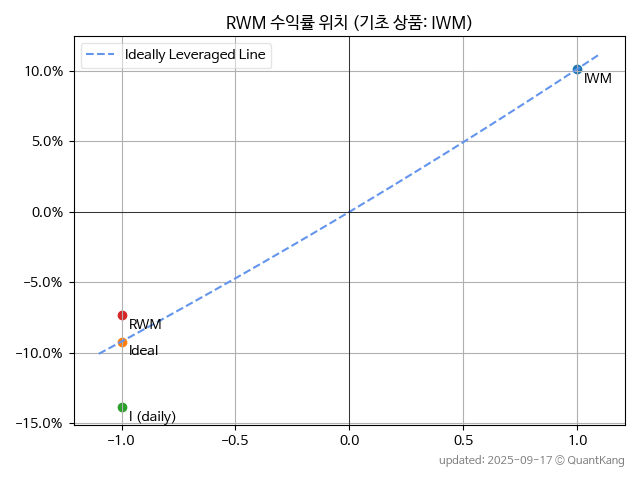 RWM 수익률 위치 (기초 상품: IWM)
Ideally Leveraged Line
10.0%
IWM
5.0%
0.0%
−5.0%
RWM
−10.0%
Ideal
I (daily)
−15.0%
−1.0 −0.5 0.0 0.5 1.0
updated: 2025-09-17 © QuantKang